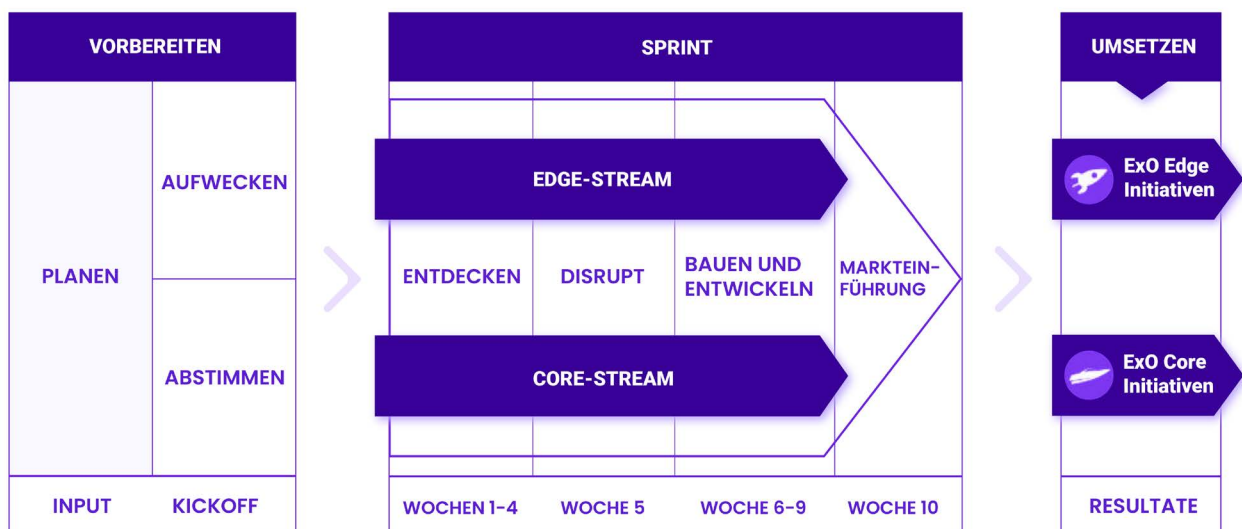 VORBEREITEN
SPRINT
UMSETZEN
AUFWECKEN
EDGE-STREAM
ExO Edge
Initiativen
PLANEN
ENTDECKEN
DISRUPT
BAUEN UND
ENTWICKELN
MARKTEIN-
FÜHRUNG
ABSTIMMEN
CORE-STREAM
ExO Core
Initiativen
INPUT
KICKOFF
WOCHEN 1-4
WOCHE 5
WOCHE 6-9
WOCHE 10
RESULTATE